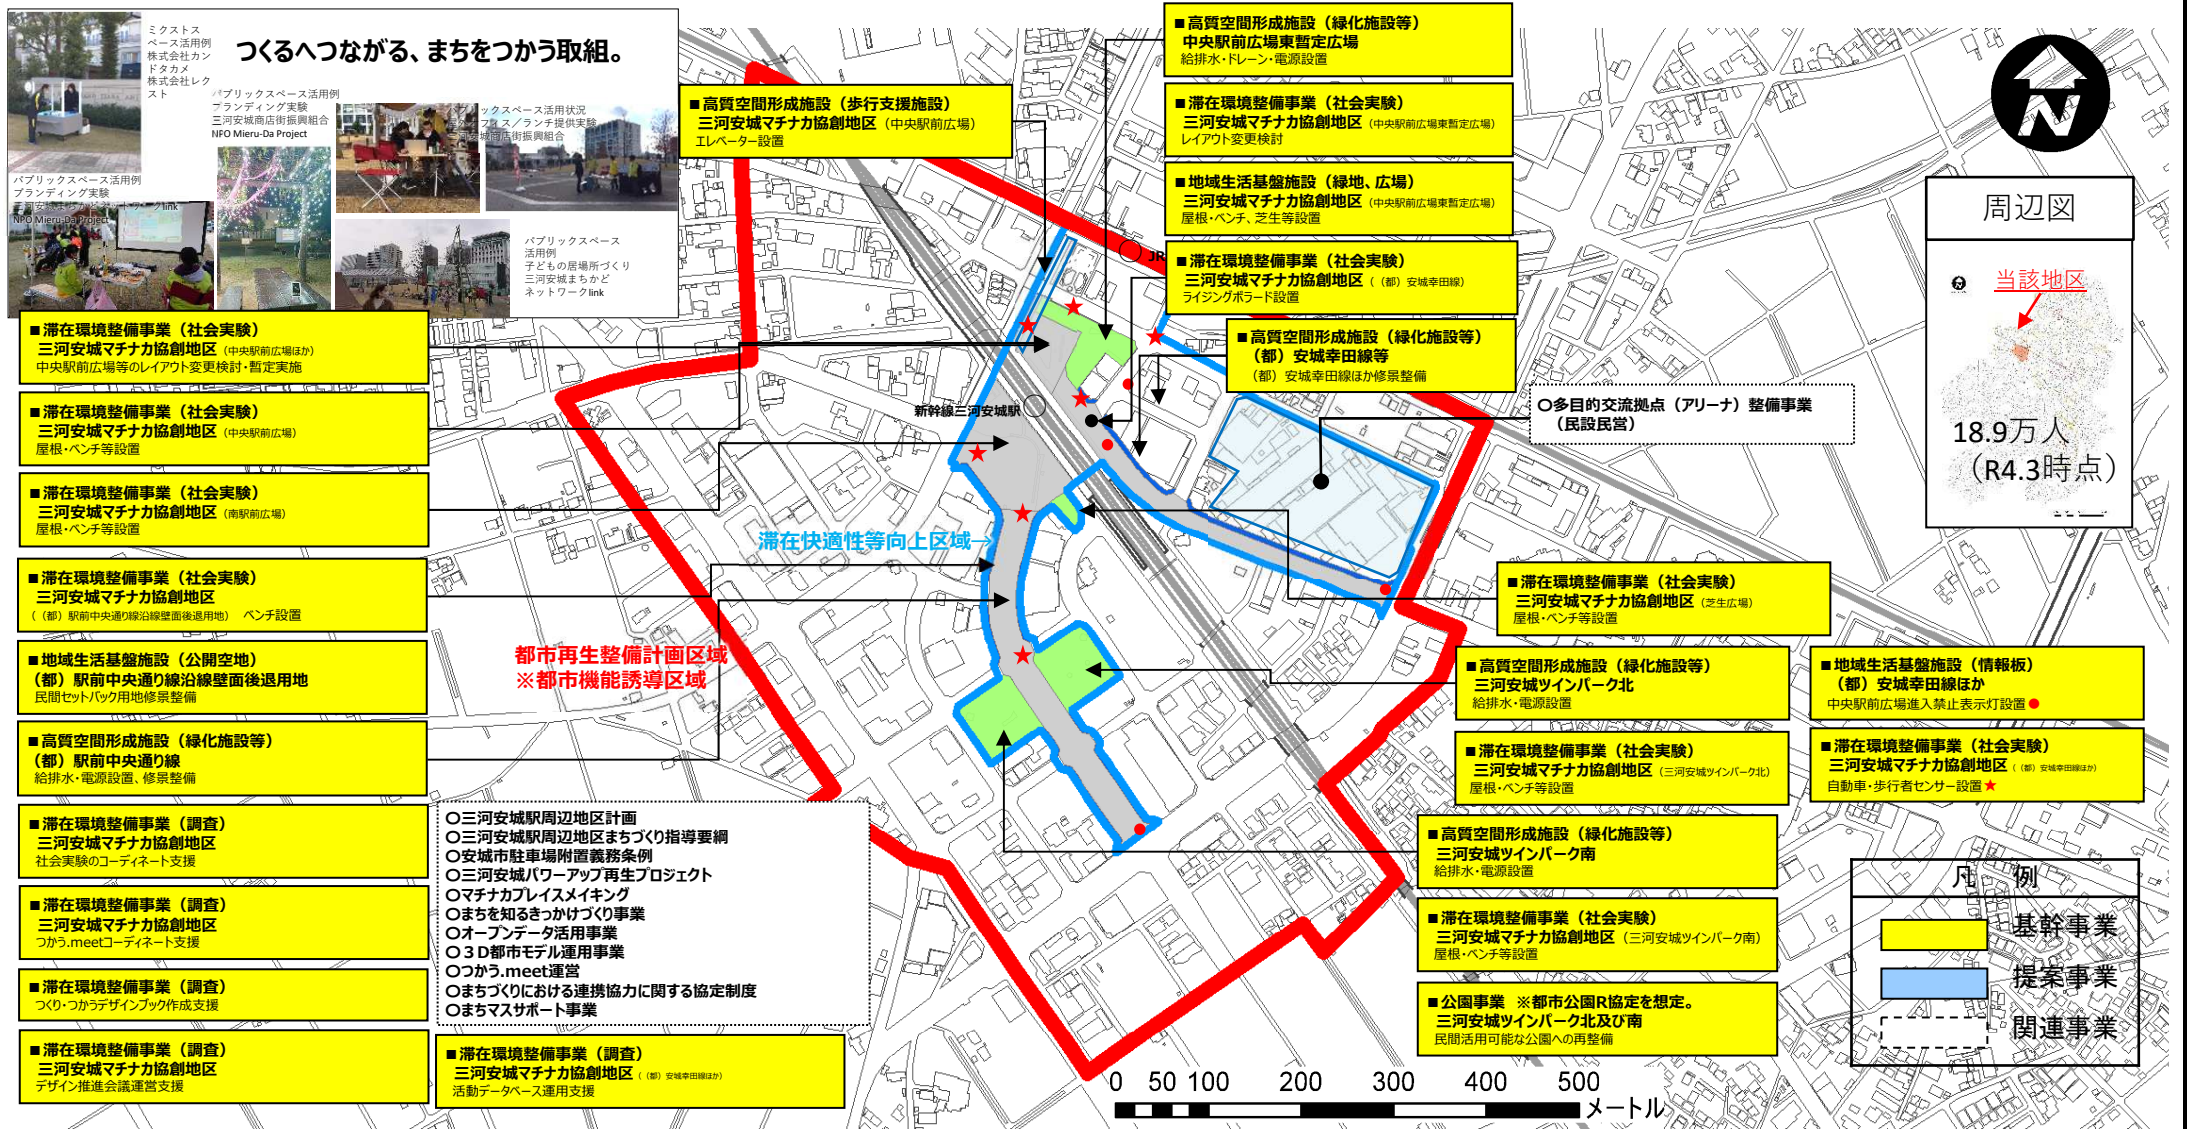 つくるへつながる、まちをつかう取組。
ミクストス
ペース活用例
株式会社カン
ドタカメ
株式会社レク
スト
パブリックスペース活用例
ブランディング実験
三河安城商店街振興組合
NPO Mieru-Da Project
パブリックスペース活用状況
フィス／ランチ提供実験
三河安城商店街振興組合
パブリックスペース活用例
ブランディング実験
三河安城まちかどネットワークlink
NPO Mieru-Da Project
パブリックスペース
活用例
子どもの居場所づくり
三河安城まちかど
ネットワークlink
■滞在環境整備事業（社会実験）
三河安城マチナカ協創地区（中央駅前広場ほか）
中央駅前広場等のレイアウト変更検討・暫定実施
■滞在環境整備事業（社会実験）
三河安城マチナカ協創地区（中央駅前広場）
屋根・ベンチ等設置
■滞在環境整備事業（社会実験）
三河安城マチナカ協創地区（南駅前広場）
屋根・ベンチ等設置
■滞在環境整備事業（社会実験）
三河安城マチナカ協創地区
（（都）駅前中央通り線沿線壁面後退用地） ベンチ設置
■地域生活基盤施設（公開空地）
（都）駅前中央通り線沿線壁面後退用地
民間セットバック用地修景整備
■高質空間形成施設（緑化施設等）
（都）駅前中央通り線
給排水・電源設置、修景整備
■滞在環境整備事業（調査）
三河安城マチナカ協創地区
社会実験のコーディネート支援
■滞在環境整備事業（調査）
三河安城マチナカ協創地区
つかう.meetコーディネート支援
■滞在環境整備事業（調査）
つくり・つかうデザインブック作成支援
■滞在環境整備事業（調査）
三河安城マチナカ協創地区
デザイン推進会議運営支援
■滞在環境整備事業（調査）
三河安城マチナカ協創地区（（都）安城幸田線ほか）
活動データベース運用支援
○三河安城駅周辺地区計画
○三河安城駅周辺地区まちづくり指導要綱
○安城市駐車場附置義務条例
○三河安城パワーアップ再生プロジェクト
○マチナカプレイスメイキング
○まちを知るきっかけづくり事業
○オープンデータ活用事業
○３D都市モデル運用事業
○つかう.meet運営
○まちづくりにおける連携協力に関する協定制度
○まちマスサポート事業
■高質空間形成施設（歩行支援施設）
三河安城マチナカ協創地区（中央駅前広場）
エレベーター設置
■高質空間形成施設（緑化施設等）
中央駅前広場東暫定広場
給排水・ドレーン・電源設置
■滞在環境整備事業（社会実験）
三河安城マチナカ協創地区（中央駅前広場東暫定広場）
レイアウト変更検討
■地域生活基盤施設（緑地、広場）
三河安城マチナカ協創地区（中央駅前広場東暫定広場）
屋根・ベンチ、芝生等設置
■滞在環境整備事業（社会実験）
三河安城マチナカ協創地区（（都）安城幸田線）
ライジングボラード設置
■高質空間形成施設（緑化施設等）
（都）安城幸田線等
（都）安城幸田線ほか修景整備
○多目的交流拠点（アリーナ）整備事業
（民設民営）
JR
新幹線三河安城駅
滞在快適性等向上区域→
都市再生整備計画区域
※都市機能誘導区域
■滞在環境整備事業（社会実験）
三河安城マチナカ協創地区（芝生広場）
屋根・ベンチ等設置
■高質空間形成施設（緑化施設等）
三河安城ツインパーク北
給排水・電源設置
■滞在環境整備事業（社会実験）
三河安城マチナカ協創地区（三河安城ツインパーク北）
屋根・ベンチ等設置
■高質空間形成施設（緑化施設等）
三河安城ツインパーク南
給排水・電源設置
■滞在環境整備事業（社会実験）
三河安城マチナカ協創地区（三河安城ツインパーク南）
屋根・ベンチ等設置
■公園事業 ※都市公園R協定を想定。
三河安城ツインパーク北及び南
民間活用可能な公園への再整備
■地域生活基盤施設（情報板）
（都）安城幸田線ほか
中央駅前広場進入禁止表示灯設置●
■滞在環境整備事業（社会実験）
三河安城マチナカ協創地区（（都）安城幸田線ほか）
自動車・歩行者センサー設置★
N
周辺図
当該地区
18.9万人
（R4.3時点）
凡 例
基幹事業
提案事業
関連事業
0 50 100 200 300 400 500
メートル